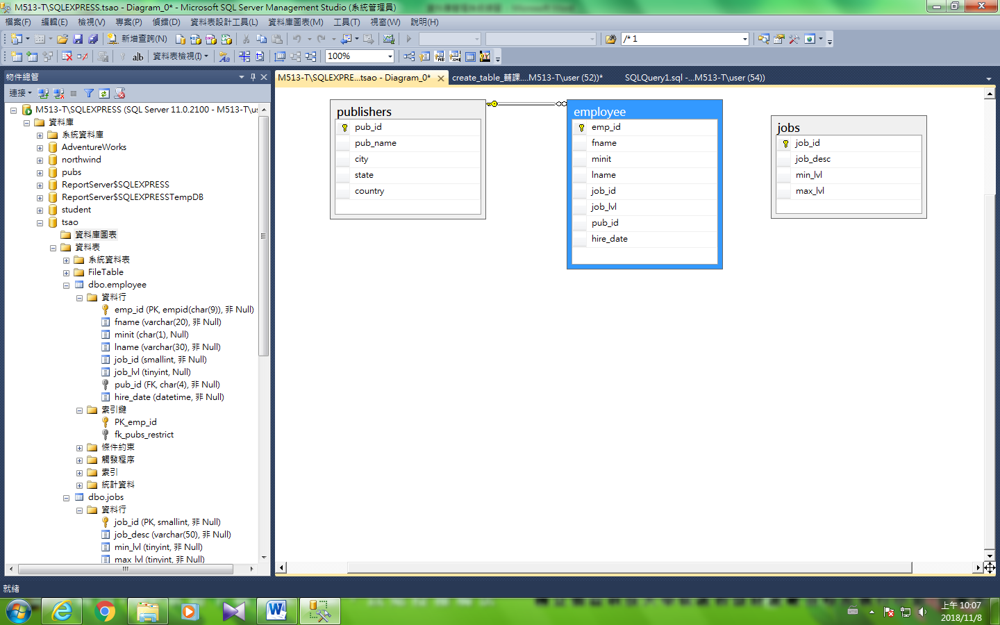 M513-T\SQLEXPRESS.tsao - Diagram_0* - Microsoft SQL Server Management Studio (系統管理員)
檔案(F) 編輯(E) 檢視(V) 專案(P) 偵錯(D) 資料表設計工具(L) 資料庫圖表(M) 工具(T) 視窗(W) 說明(H)
新增查詢(N) /* 1
資料表檢視(I) 100%
物件總管
連接
M513-T\SQLEXPRESS (SQL Server 11.0.2100 - M513-T\us
資料庫
系統資料庫
AdventureWorks
northwind
pubs
ReportServer$SQLEXPRESS
ReportServer$SQLEXPRESSTempDB
student
tsao
資料庫圖表
資料表
系統資料表
FileTable
dbo.employee
資料行
emp_id (PK, empid(char(9)), 非 Null)
fname (varchar(20), 非 Null)
minit (char(1), Null)
lname (varchar(30), 非 Null)
job_id (smallint, 非 Null)
job_lvl (tinyint, Null)
pub_id (FK, char(4), 非 Null)
hire_date (datetime, 非 Null)
索引鍵
PK_emp_id
fk_pubs_restrict
條件約束
觸發程序
索引
統計資料
dbo.jobs
資料行
job_id (PK, smallint, 非 Null)
job_desc (varchar(50), 非 Null)
min_lvl (tinyint, 非 Null)
max_lvl (tinyint, 非 Null)
M513-T\SQLEXPRE...tsao - Diagram_0* create_table_輔課....M513-T\user (52))* SQLQuery1.sql -...M513-T\user (54))
publishers
pub_id
pub_name
city
state
country
employee
emp_id
fname
minit
lname
job_id
job_lvl
pub_id
hire_date
jobs
job_id
job_desc
min_lvl
max_lvl
就緒
上午 10:07
2018/11/8